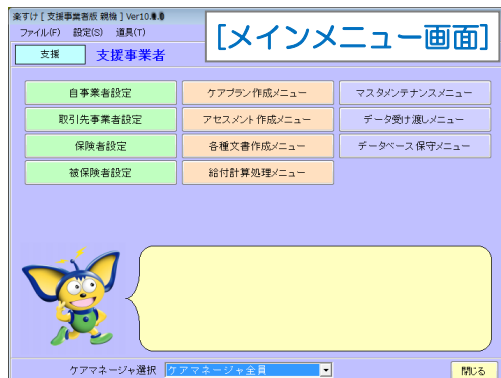 楽すけ [ 支援事業者版 親機 ] Ver10.0.0
ファイル(F) 設定(S) 道具(T)
[メインメニュー画面]
支援 支援事業者
自事業者設定 ケアプラン作成メニュー マスタメンテナンスメニュー
取引先事業者設定 アセスメント作成メニュー データ受け渡しメニュー
保険者設定 各種文書作成メニュー データベース保守メニュー
被保険者設定 給付計算処理メニュー
ケアマネージャ選択 ケアマネージャ全員 閉じる